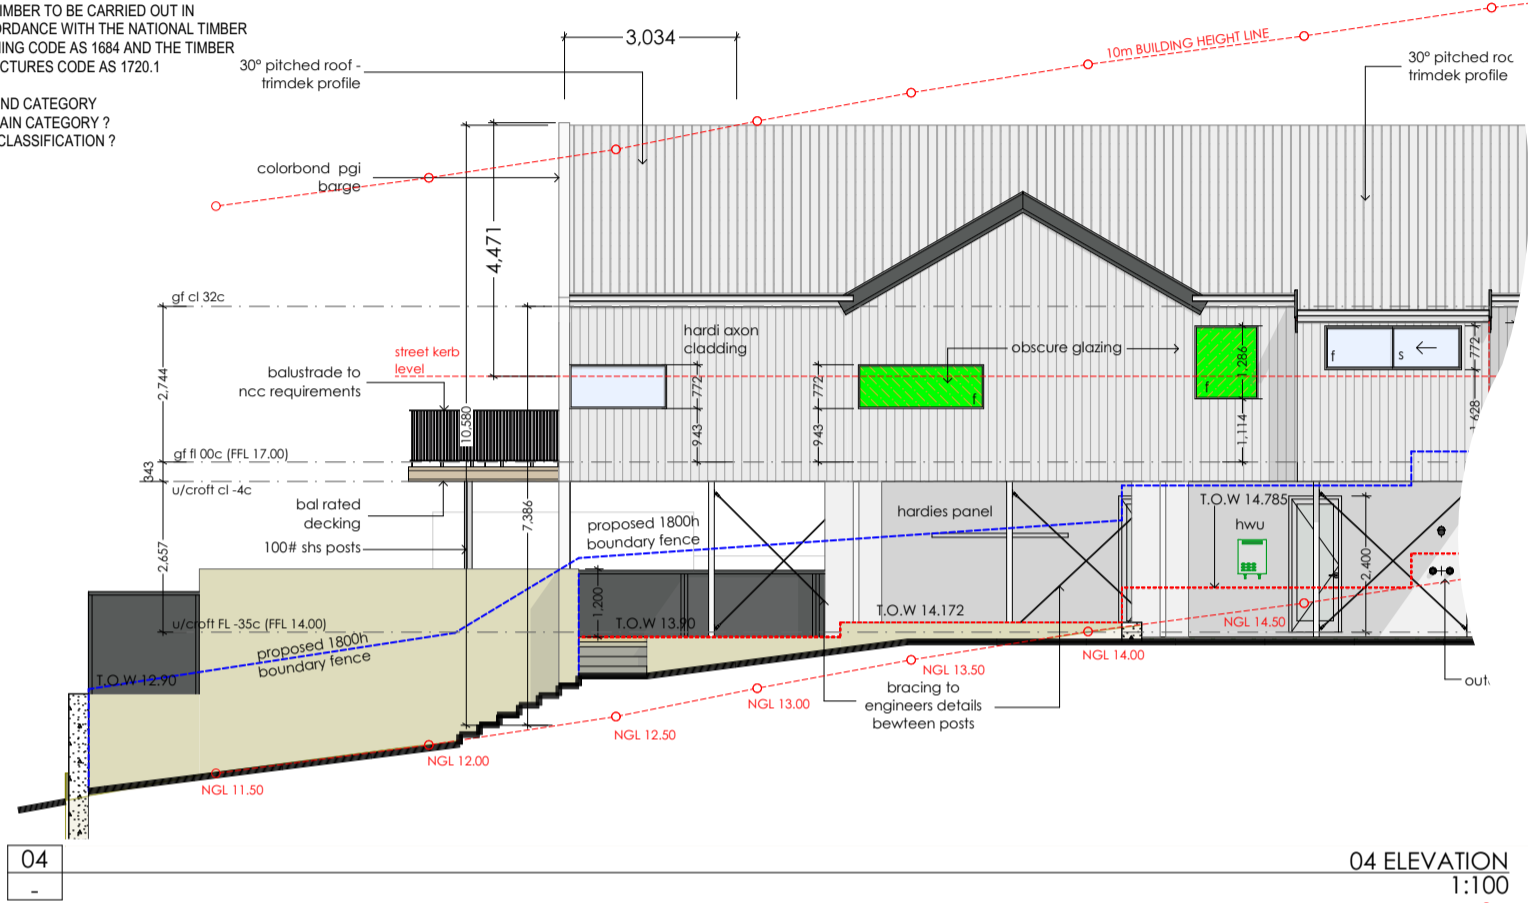 IMBER TO BE CARRIED OUT IN
ORDANCE WITH THE NATIONAL TIMBER
ING CODE AS 1684 AND THE TIMBER
CTURES CODE AS 1720.1
ND CATEGORY
AIN CATEGORY ?
CLASSIFICATION ?
30° pitched roof -
trimdek profile
3,034
10m BUILDING HEIGHT LINE
30° pitched roo
trimdek profile
colorbond pgi
barge
4,471
gf cl 32c
hardi axon
cladding
obscure glazing
street kerb
level
balustrade to
ncc requirements
2,744
10.580
772
943
772
943
f
f
1,286
1,114
f
s
772
1,628
343
gf fl 00c (FFL 17.00)
u/croft cl -4c
bal rated
decking
7.386
proposed 1800h
boundary fence
hardies panel
T.O.W 14.785
hwu
2.400
100# shs posts
2,657
1.200
T.O.W 13.90
T.O.W 14.172
u/croft FL -35c (FFL 14.00)
proposed 1800h
boundary fence
T.O.W 12.90
NGL 14.50
NGL 14.00
NGL 13.50
NGL 13.00
NGL 12.50
NGL 12.00
NGL 11.50
bracing to
engineers details
bewteen posts
out
04
-
04 ELEVATION
1:100